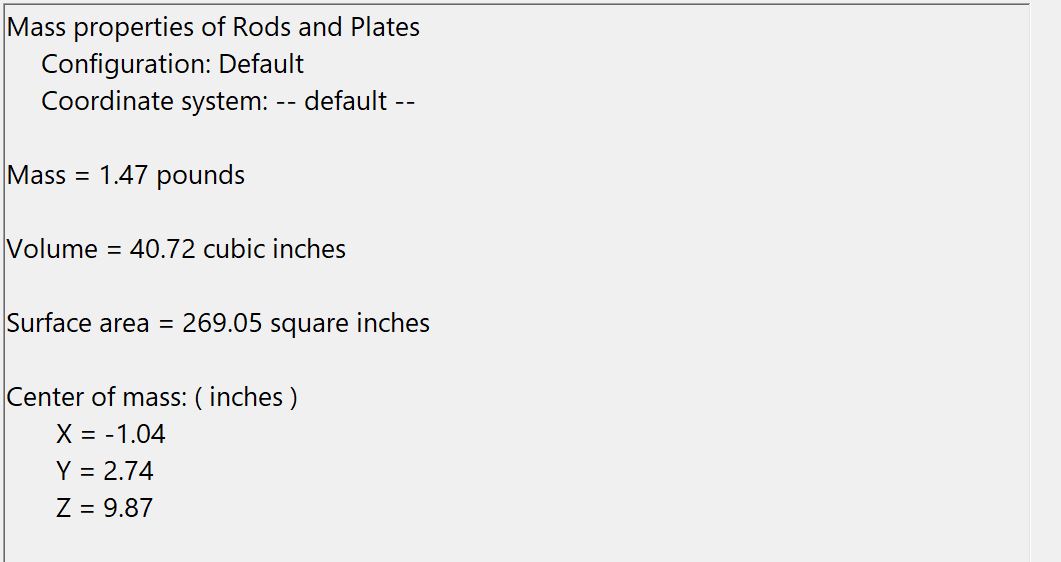 Mass properties of Rods and Plates
Configuration: Default
Coordinate system: -- default --
Mass = 1.47 pounds
Volume = 40.72 cubic inches
Surface area = 269.05 square inches
Center of mass: ( inches )
X = -1.04
Y = 2.74
Z = 9.87